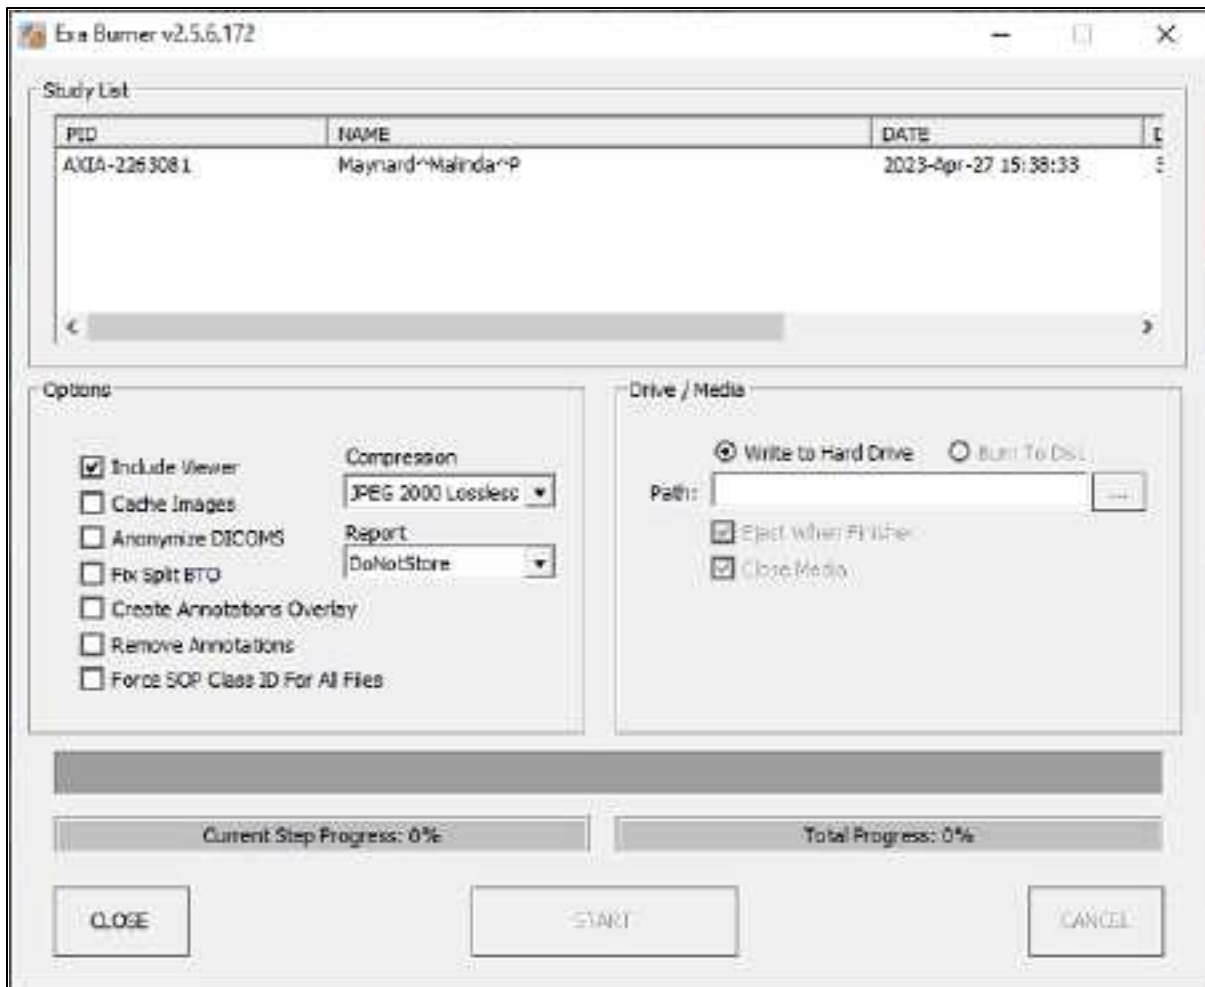 Exa Burner v2.5.6.172
Study List
PID NAME DATE
AXIA-2263081 Maynard^Malinda^P 2023-Apr-27 15:38:33
Options
Include Viewer
Cache Images
Anonymize DICOMS
Fix Split BTO
Create Annotations Overlay
Remove Annotations
Force SOP Class ID For All Files
Compression
JPEG 2000 Lossless
Report
DoNotStore
Drive / Media
Write to Hard Drive Burn To Disc
Path: ...
Eject When Finished
Close Media
Current Step Progress: 0% Total Progress: 0%
CLOSE START CANCEL